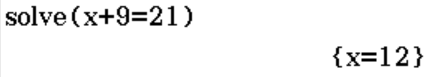 solve(x+9=21)
{x=12}